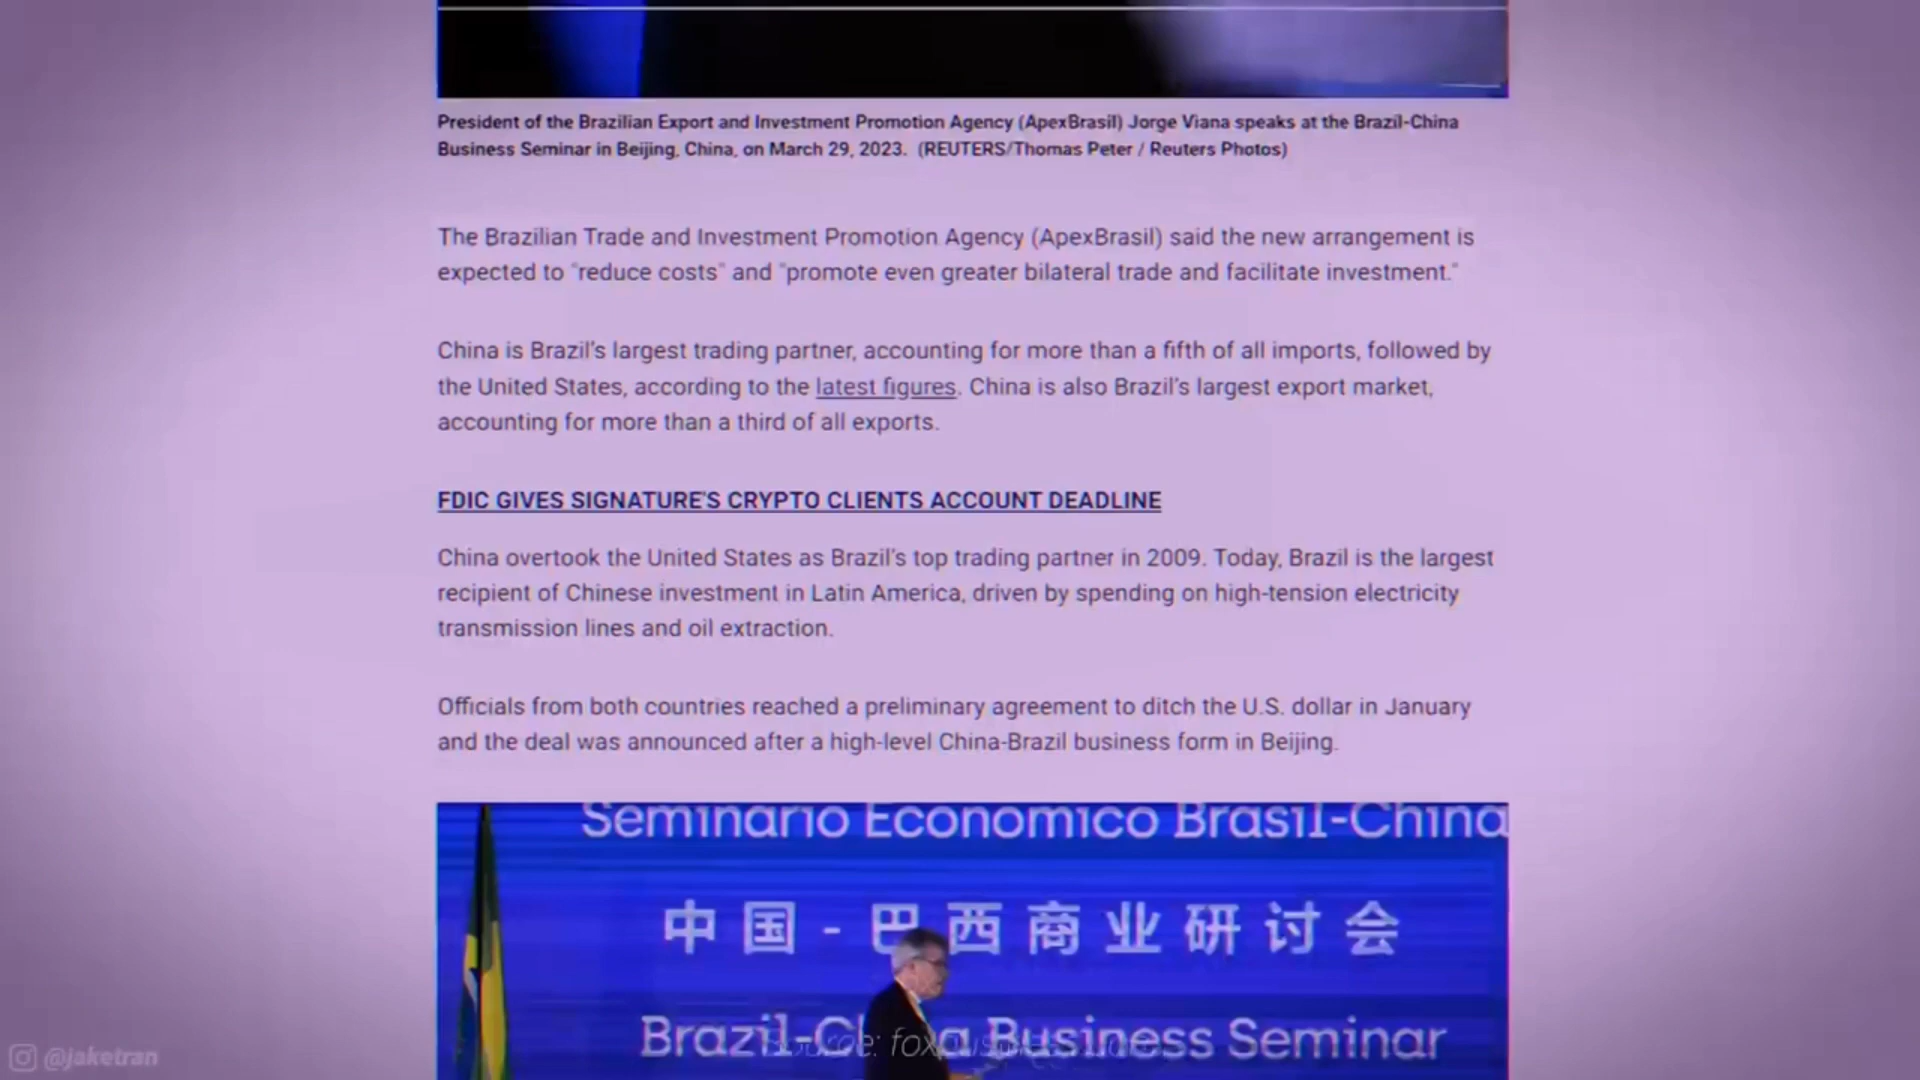 President of the Brazilian Export and Investment Promotion Agency (ApexBrasil) Jorge Viana speaks at the Brazil-China
Business Seminar in Beijing, China, on March 29, 2023. (REUTERS/Thomas Peter / Reuters Photos)
The Brazilian Trade and Investment Promotion Agency (ApexBrasil) said the new arrangement is
expected to "reduce costs" and "promote even greater bilateral trade and facilitate investment."
China is Brazil's largest trading partner, accounting for more than a fifth of all imports, followed by
the United States, according to the latest figures. China is also Brazil's largest export market,
accounting for more than a third of all exports.
FDIC GIVES SIGNATURE'S CRYPTO CLIENTS ACCOUNT DEADLINE
China overtook the United States as Brazil's top trading partner in 2009. Today, Brazil is the largest
recipient of Chinese investment in Latin America, driven by spending on high-tension electricity
transmission lines and oil extraction.
Officials from both countries reached a preliminary agreement to ditch the U.S. dollar in January
and the deal was announced after a high-level China-Brazil business form in Beijing.
Seminário Econômico Brasil-China
中国-巴西商业研讨会
Brazil-Ch a Business Seminar
source:
@jaketran